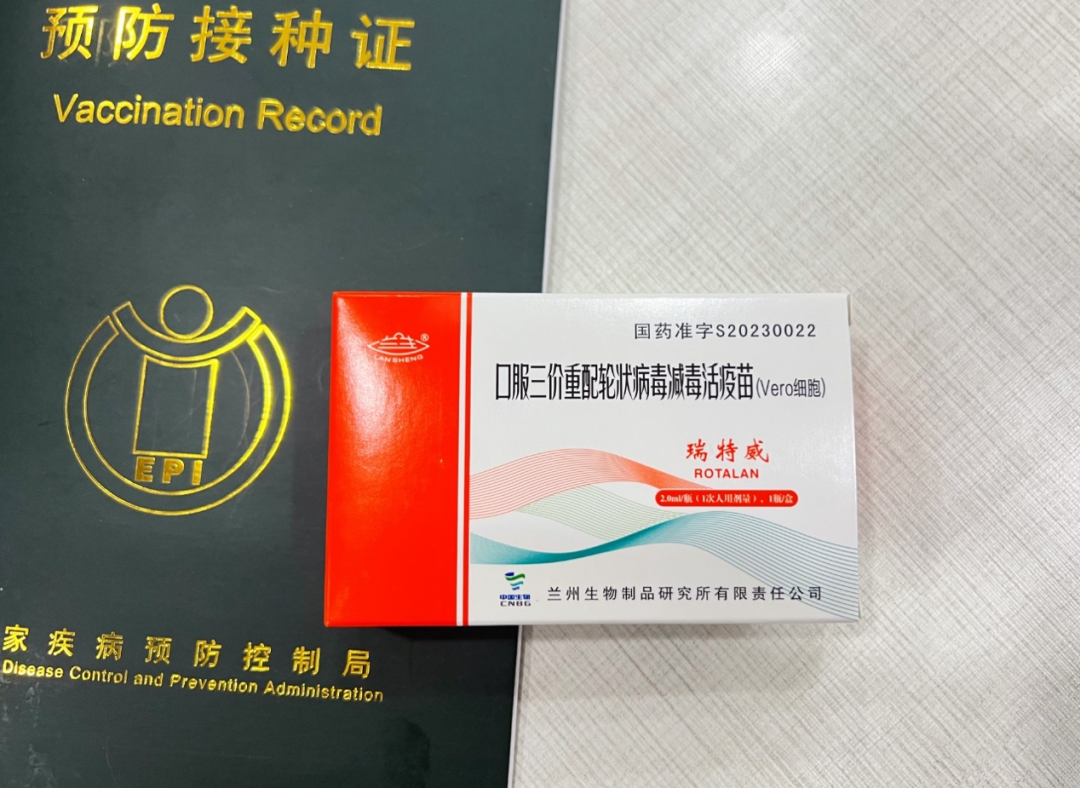 预防接种证
Vaccination Record
EPI
家疾病预防控制局
Disease Control and Prevention Administration
LAN SHENG
®
国药准字S20230022
口服三价重配轮状病毒减毒活疫苗(Vero细胞)
瑞特威
ROTALAN
2.0ml/瓶(1次人用剂量)、1瓶/盒
中国生物
CNBG
兰州生物制品研究所有限责任公司